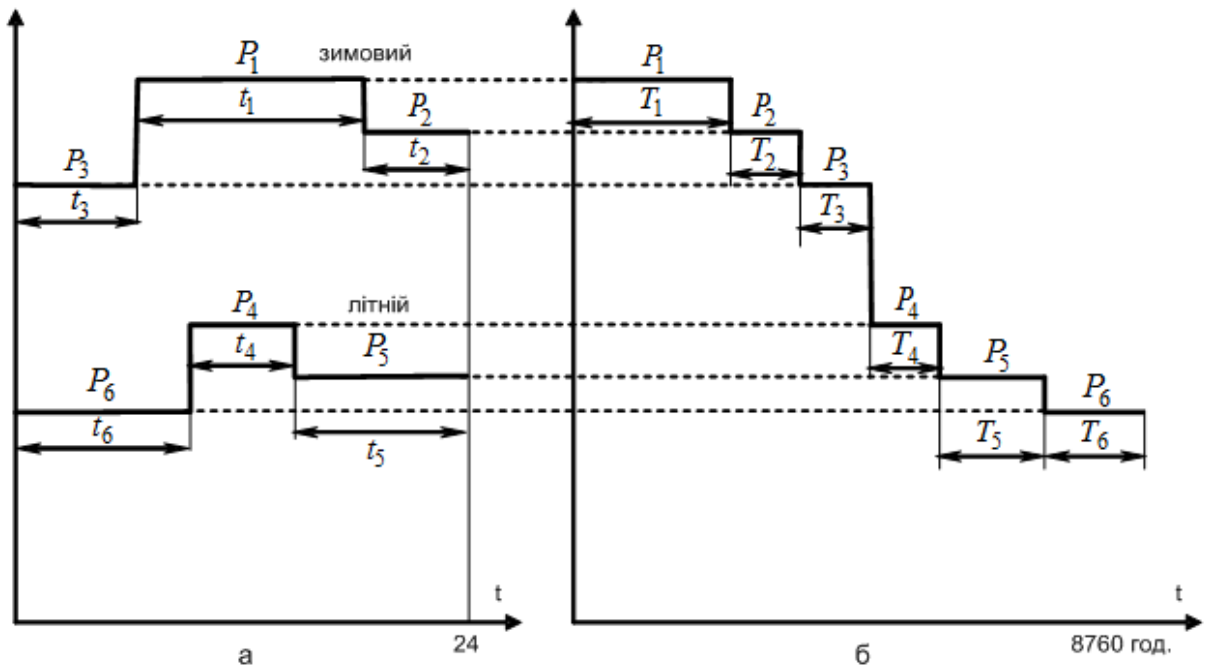 P₁
зимовий
t₁
P₂
t₂
P₃
t₃
P₄
літній
t₄
P₅
P₆
t₆
t₅
t
24
а
P₁
T₁
P₂
T₂
P₃
T₃
P₄
T₄
P₅
P₆
T₅
T₆
t
8760 год.
б